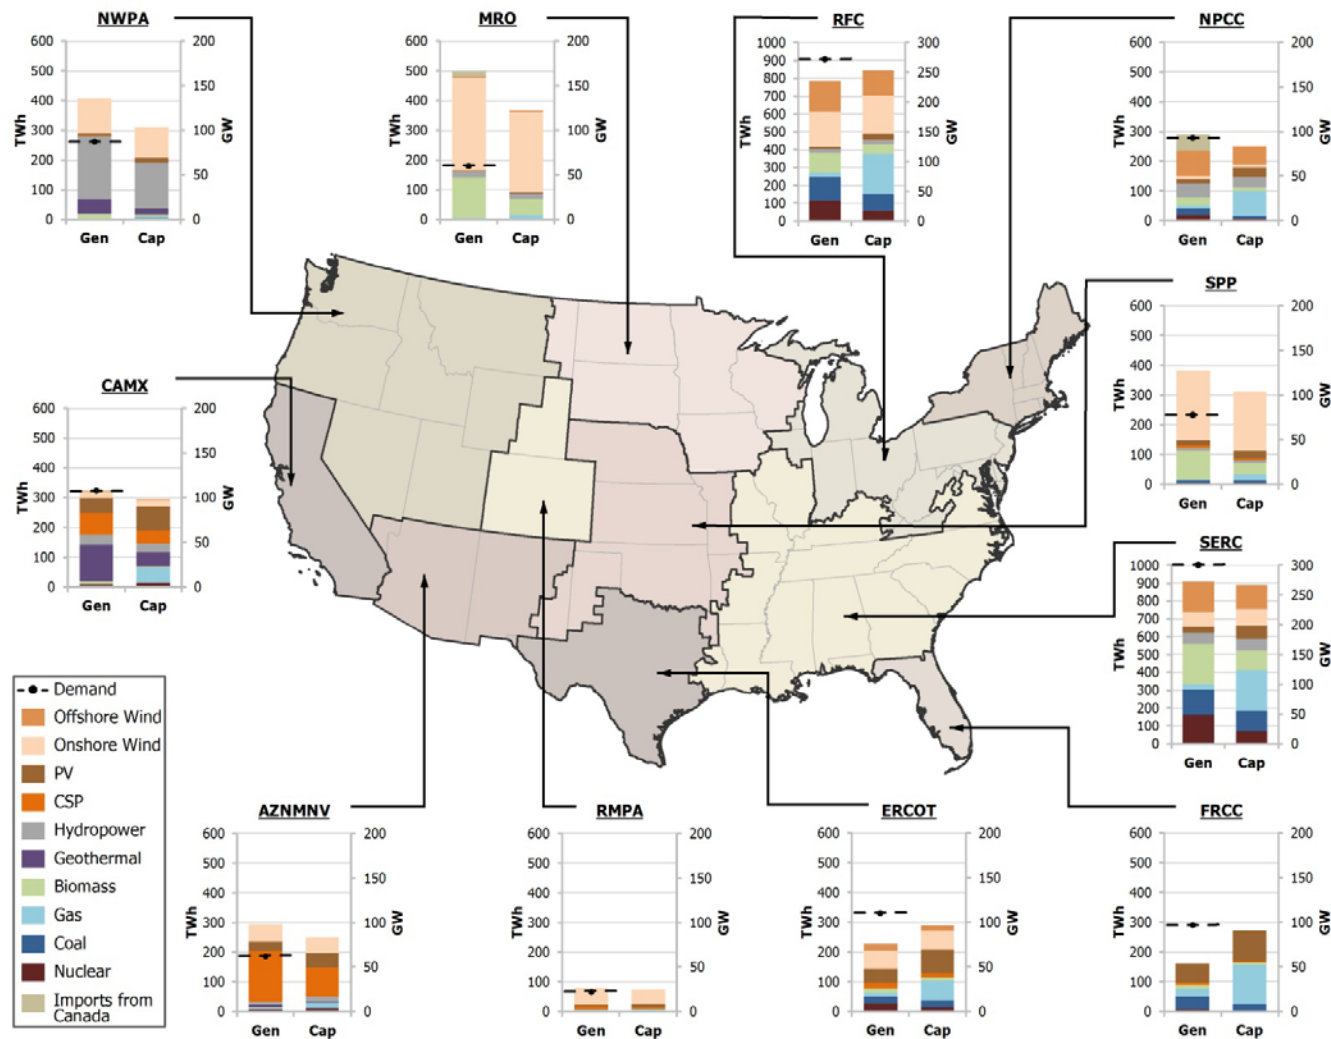 NWPA
600
500
400
300
200
100
0
TWh
200
150
100
50
0
GW
Gen Cap
MRO
600
500
400
300
200
100
0
TWh
200
150
100
50
0
GW
Gen Cap
RFC
1000
900
800
700
600
500
400
300
200
100
0
TWh
300
250
200
150
100
50
0
GW
Gen Cap
NPCC
600
500
400
300
200
100
0
TWh
200
150
100
50
0
GW
Gen Cap
SPP
600
500
400
300
200
100
0
TWh
200
150
100
50
0
GW
Gen Cap
CAMX
600
500
400
300
200
100
0
TWh
200
150
100
50
0
GW
Gen Cap
SERC
1000
900
800
700
600
500
400
300
200
100
0
TWh
300
250
200
150
100
50
0
GW
Gen Cap
Demand
Offshore Wind
Onshore Wind
PV
CSP
Hydropower
Geothermal
Biomass
Gas
Coal
Nuclear
Imports from
Canada
AZNMNV
600
500
400
300
200
100
0
TWh
200
150
100
50
0
GW
Gen Cap
RMPA
600
500
400
300
200
100
0
TWh
200
150
100
50
0
GW
Gen Cap
ERCOT
600
500
400
300
200
100
0
TWh
200
150
100
50
0
GW
Gen Cap
FRCC
600
500
400
300
200
100
0
TWh
200
150
100
50
0
GW
Gen Cap